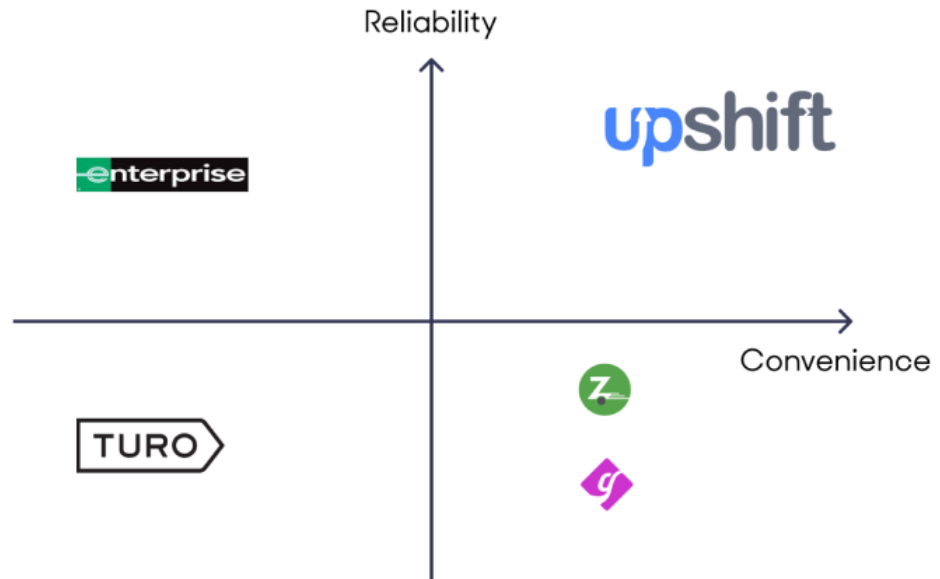 Reliability
upshift
enterprise
Convenience
Z
TURO
g